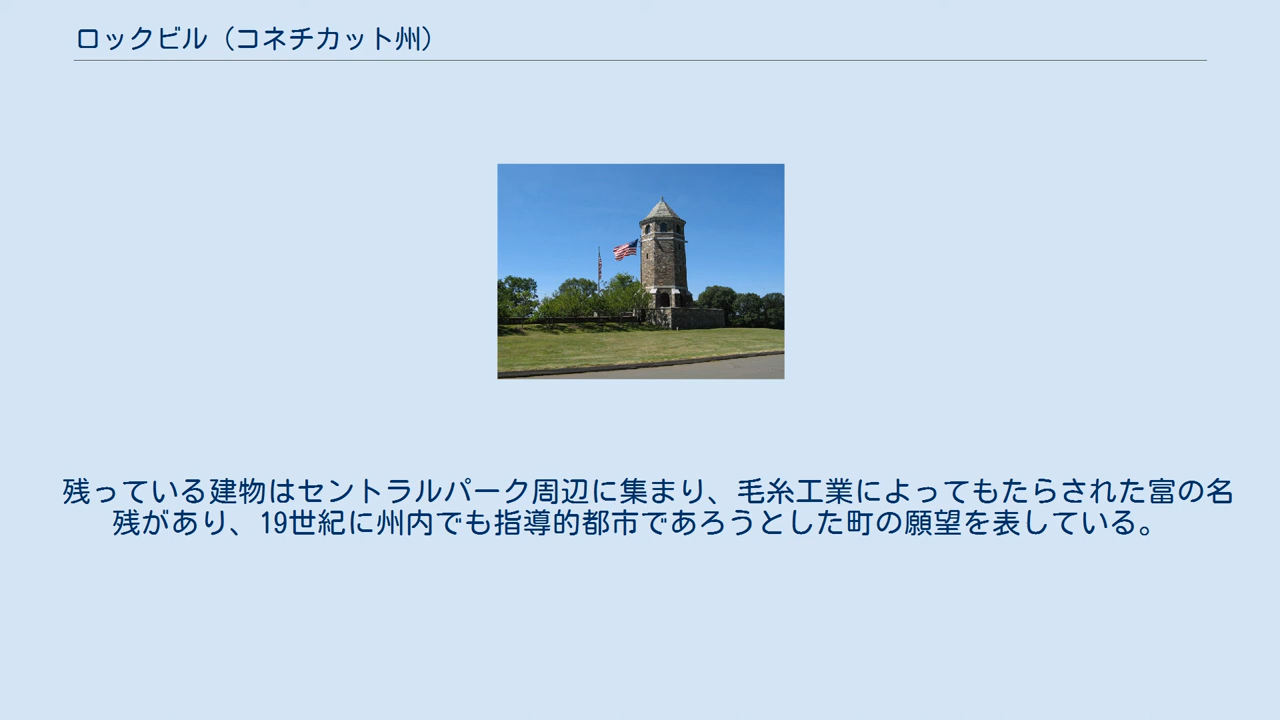 ロックビル（コネチカット州）
残っている建物はセントラルパーク周辺に集まり、毛糸工業によってもたらされた富の名
残があり、19世紀に州内でも指導的都市であろうとした町の願望を表している。